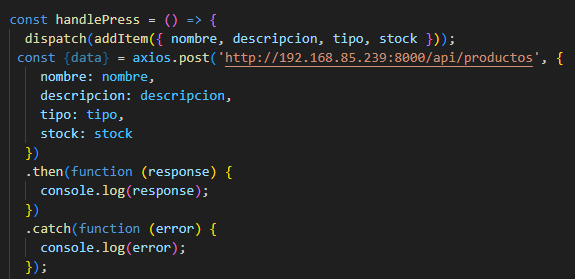 const handlePress = () => {
dispatch(addItem({ nombre, descripcion, tipo, stock }));
const {data} = axios.post('http://192.168.85.239:8000/api/productos', {
nombre: nombre,
descripcion: descripcion,
tipo: tipo,
stock: stock
})
.then(function (response) {
console.log(response);
})
.catch(function (error) {
console.log(error);
});